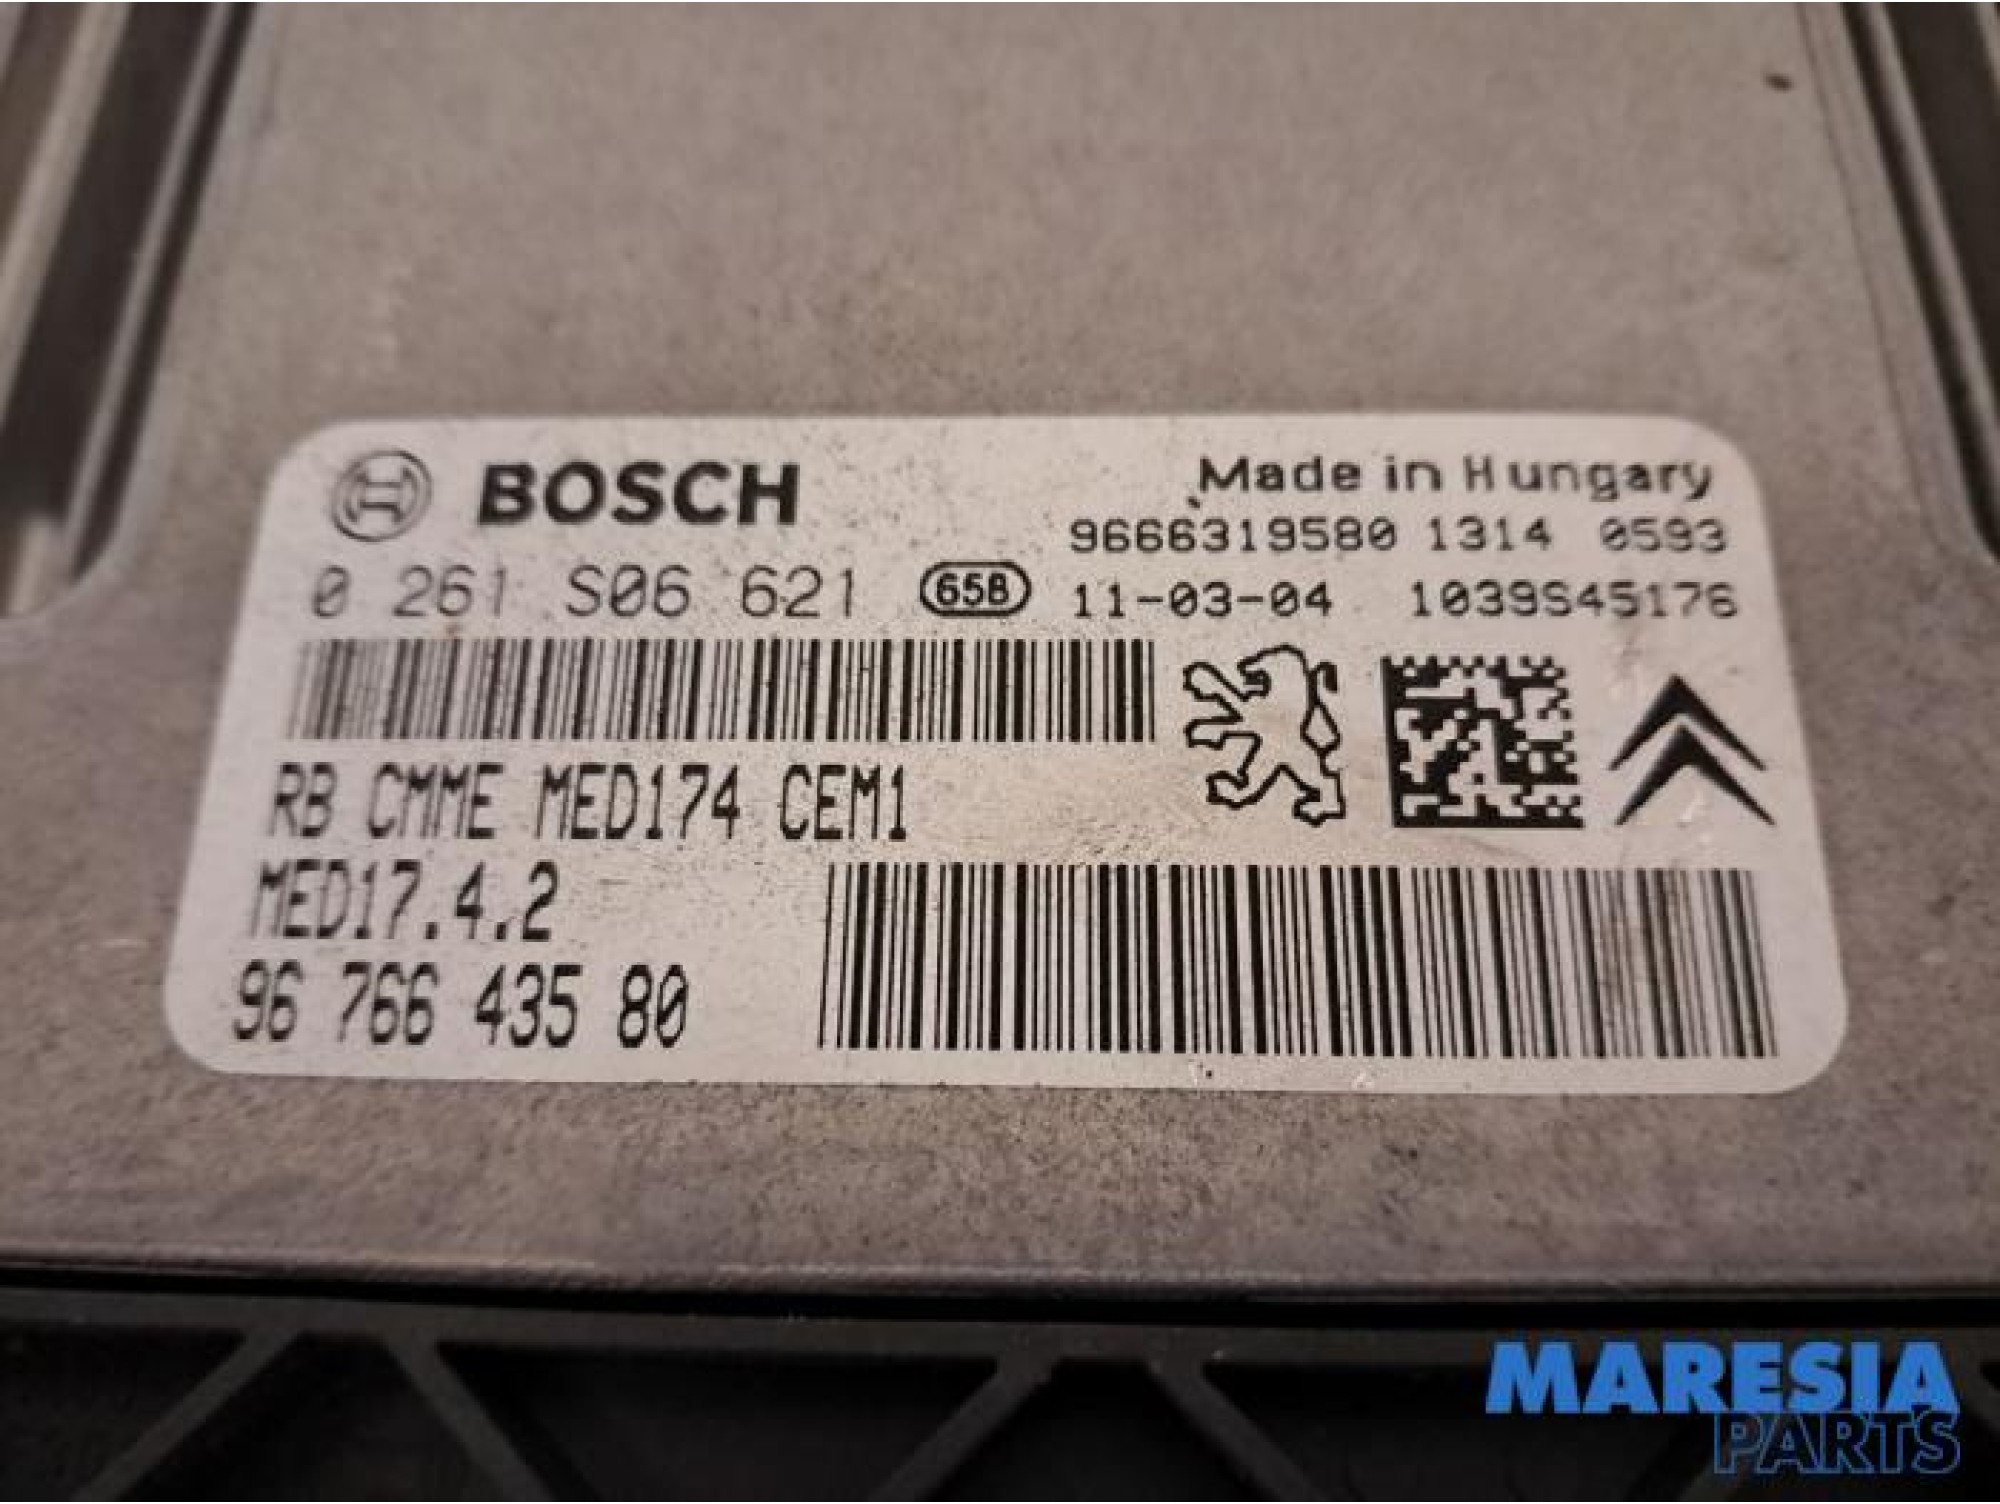 BOSCH
Made in Hungary
9666319580 1314 0593
0 261 S06 621 65B 11-03-04 1039S45176
RB CMME MED174 CEM1
MED17.4.2
96 766 435 80
MARESIA
PARTS